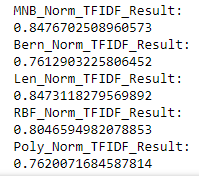 MNB_Norm_TFIDF_Result:
0.8476702508960573
Bern_Norm_TFIDF_Result:
0.7612903225806452
Len_Norm_TFIDF_Result:
0.8473118279569892
RBF_Norm_TFIDF_Result:
0.8046594982078853
Poly_Norm_TFIDF_Result:
0.7620071684587814